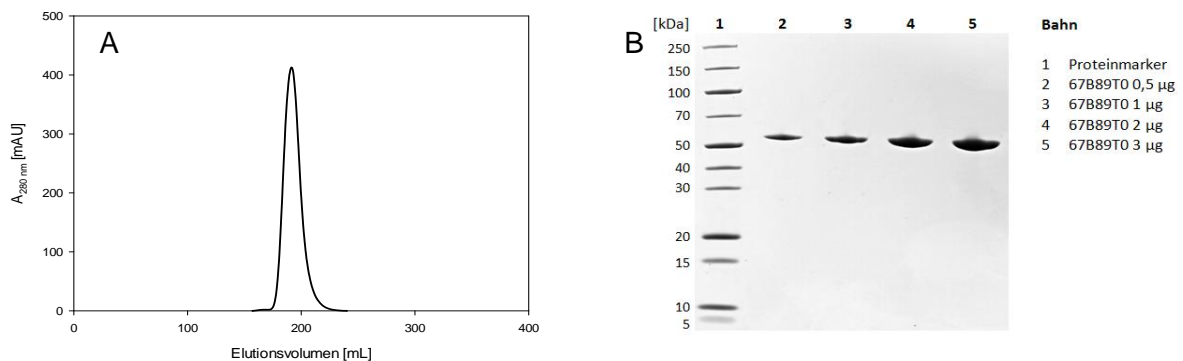 A
500
400
300
200
100
0
A280 nm [mAU]
0 100 200 300 400
Elutionsvolumen [mL]
B
[kDa] 1 2 3 4 5
250
150
100
70
50
40
30
20
15
10
5
Bahn
1 Proteinmarker
2 67B89T0 0,5 µg
3 67B89T0 1 µg
4 67B89T0 2 µg
5 67B89T0 3 µg